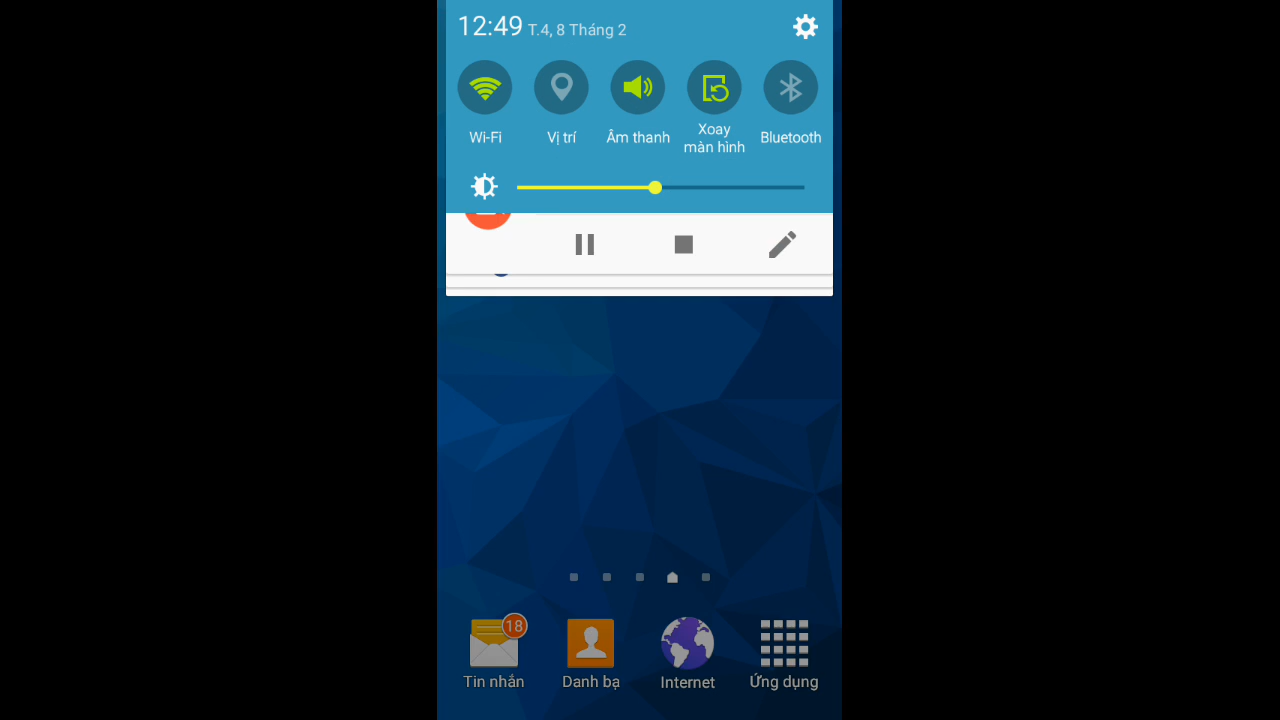 12:49 T.4, 8 Tháng 2
Wi-Fi
Vị trí
Âm thanh
Xoay
màn hình
Bluetooth
18
Tin nhắn
Danh bạ
Internet
Ứng dụng